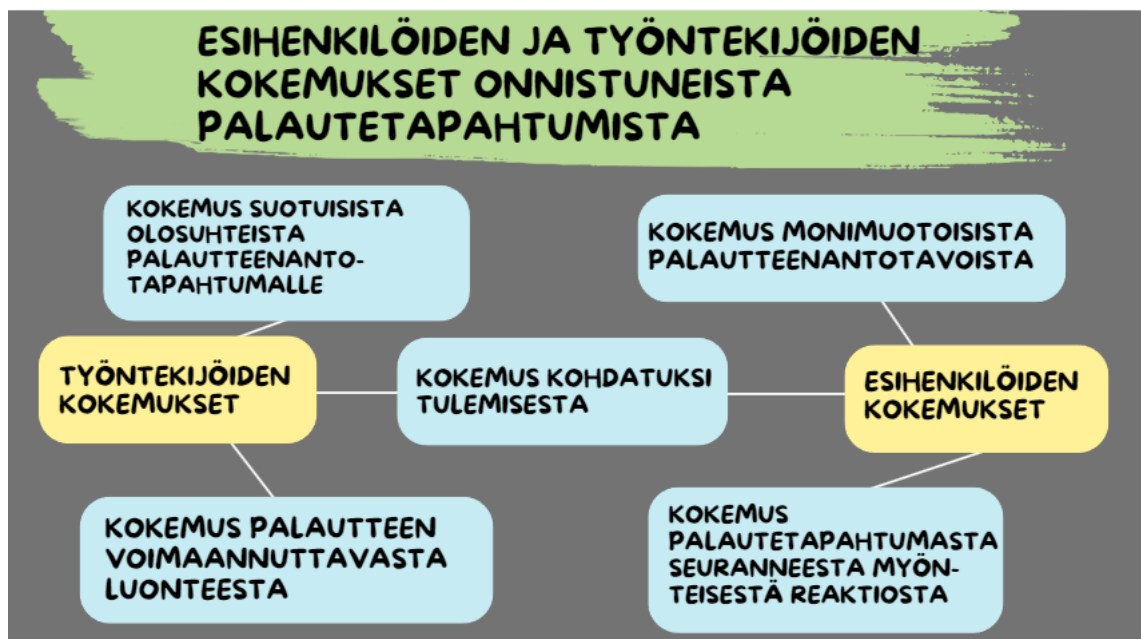 ESIHENKILÖIDEN JA TYÖNTEKIJÖIDEN
KOKEMUKSET ONNISTUNEISTA
PALAUTETAPAHTUMISTA
KOKEMUS SUOTUISISTA
OLOSUHTEISTA
PALAUTTEENANTO-
TAPAHTUMALLE
KOKEMUS MONIMUOTOISISTA
PALAUTTEENANTOTAVOISTA
TYÖNTEKIJÖIDEN
KOKEMUKSET
KOKEMUS KOHDATUKSI
TULEMISESTA
ESIHENKILÖIDEN
KOKEMUKSET
KOKEMUS PALAUTTEEN
VOIMAANNUTTAVASTA
LUONTEESTA
KOKEMUS
PALAUTETAPAHTUMASTA
SEURANNEESTA MYÖN-
TEISESTÄ REAKTIOSTA